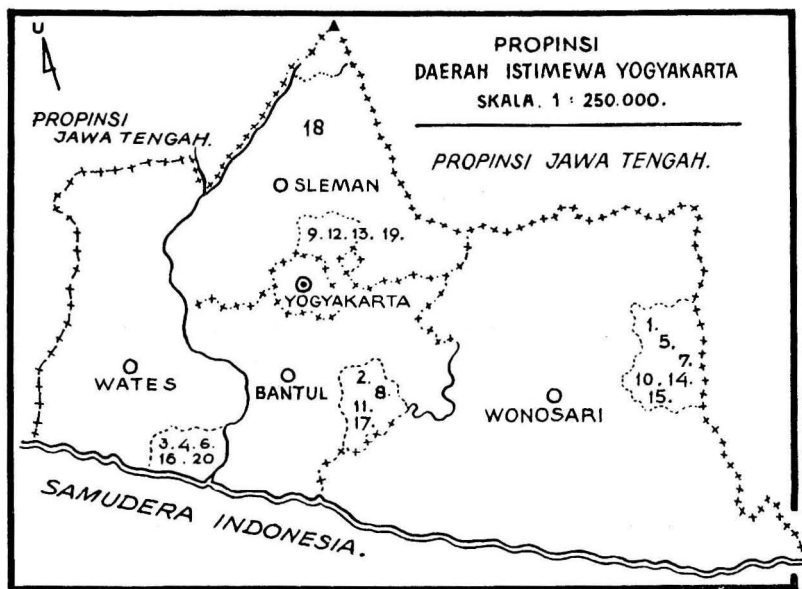 U
PROPINSI
DAERAH ISTIMEWA YOGYAKARTA
SKALA. 1 : 250.000.
PROPINSI
JAWA TENGAH.
PROPINSI JAWA TENGAH.
18
SLEMAN
9. 12. 13. 19.
YOGYAKARTA
1.
5.
7.
10. 14.
15.
WATES
BANTUL
2.
8.
11.
17.
WONOSARI
3. 4. 6.
16. 20
SAMUDERA INDONESIA.